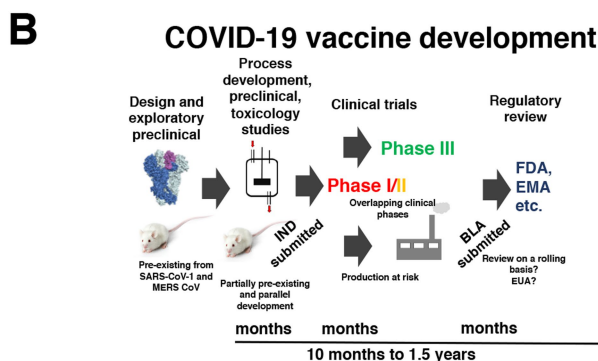 B
COVID-19 vaccine development
Design and
exploratory
preclinical
Process
development,
preclinical,
toxicology
studies
Clinical trials
Regulatory
review
Phase III
Phase I/II
Overlapping clinical
phases
FDA,
EMA
etc.
IND
submitted
BLA
submitted
Pre-existing from
SARS-CoV-1 and
MERS CoV
Partially pre-existing
and parallel
development
Production at risk
Review on a rolling
basis?
EUA?
months
months
months
10 months to 1.5 years